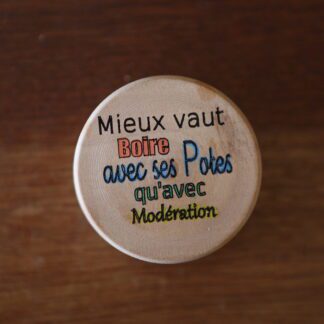 Mieux vaut
Boire
avec ses Potes
qu'avec
Modération